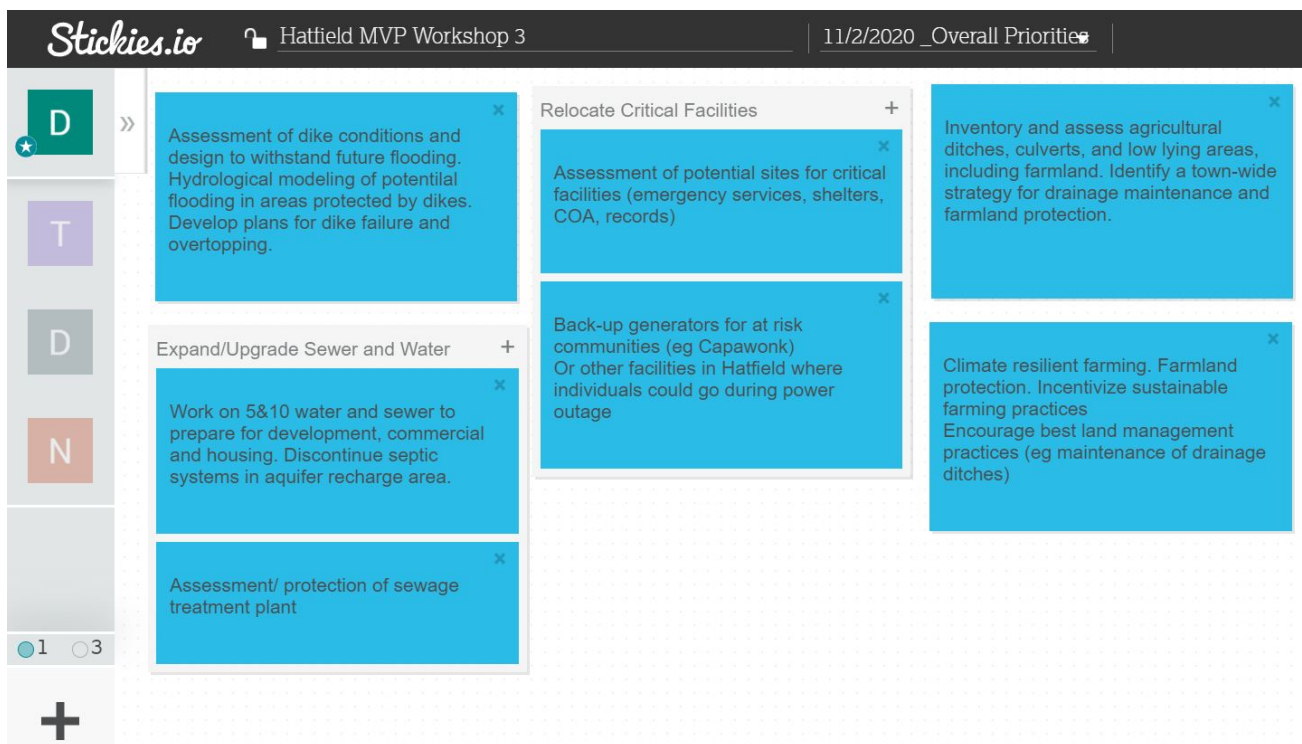 Stickies.io
Hatfield MVP Workshop 3
11/2/2020 _Overall Priorities
D
T
D
N
1
3
Assessment of dike conditions and
design to withstand future flooding.
Hydrological modeling of potentilal
flooding in areas protected by dikes.
Develop plans for dike failure and
overtopping.
Expand/Upgrade Sewer and Water
Work on 5&10 water and sewer to
prepare for development, commercial
and housing. Discontinue septic
systems in aquifer recharge area.
Assessment/ protection of sewage
treatment plant
Relocate Critical Facilities
Assessment of potential sites for critical
facilities (emergency services, shelters,
COA, records)
Back-up generators for at risk
communities (eg Capawonk)
Or other facilities in Hatfield where
individuals could go during power
outage
Inventory and assess agricultural
ditches, culverts, and low lying areas,
including farmland. Identify a town-wide
strategy for drainage maintenance and
farmland protection.
Climate resilient farming. Farmland
protection. Incentivize sustainable
farming practices
Encourage best land management
practices (eg maintenance of drainage
ditches)